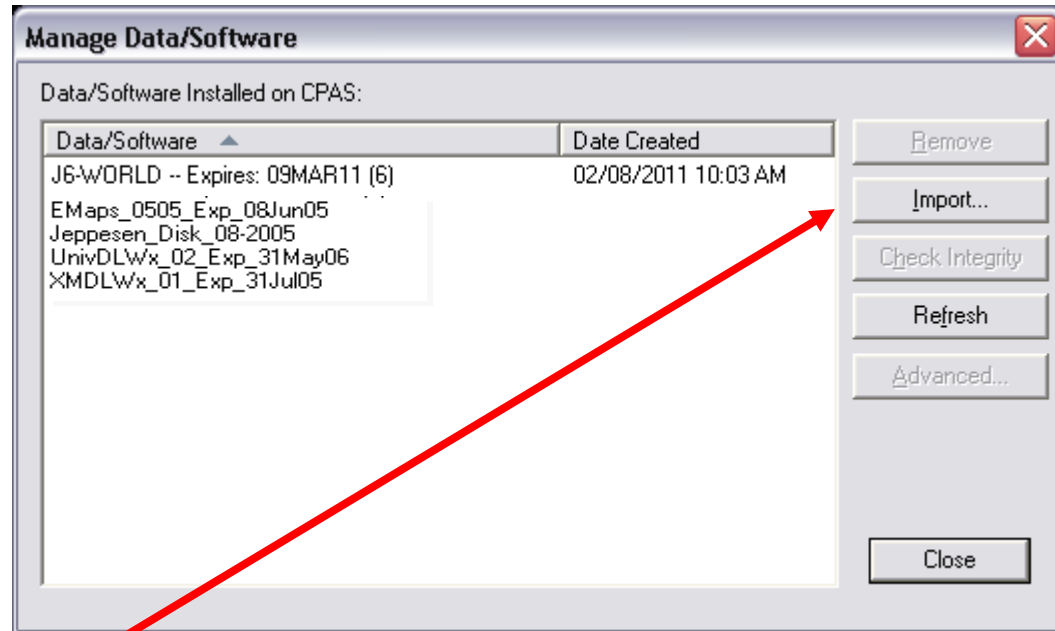 Manage Data/Software
Data/Software Installed on CPAS:
Data/Software Date Created
J6-WORLD -- Expires: 09MAR11 (6) 02/08/2011 10:03 AM
EMaps_0505_Exp_08Jun05
Jeppesen_Disk_08-2005
UnivDLWx_02_Exp_31May06
XMDLWx_01_Exp_31Jul05
Remove
Import...
Check Integrity
Refresh
Advanced...
Close